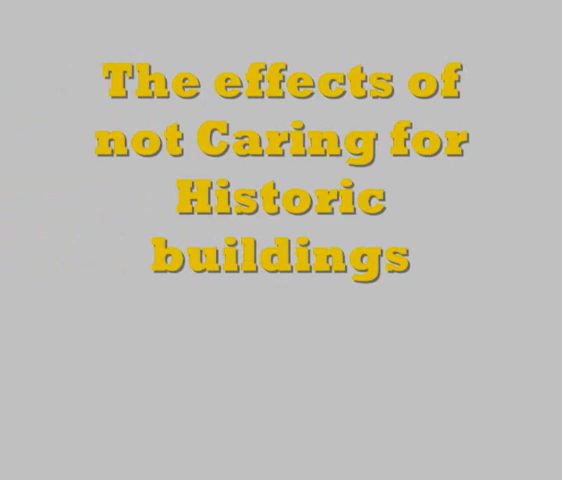 The effects of
not Caring for
Historic
buildings